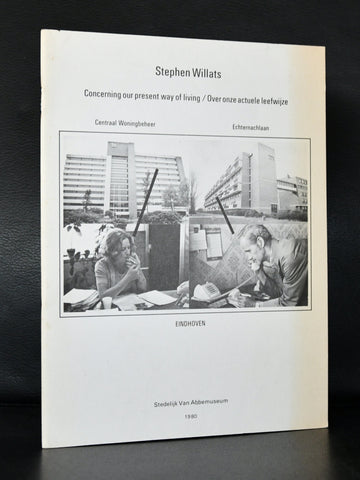 Stephen Willats
Concerning our present way of living / Over onze actuele leefwijze
Centraal Woningbeheer
Echternachlaan
EINDHOVEN
Stedelijk Van Abbemuseum
1980